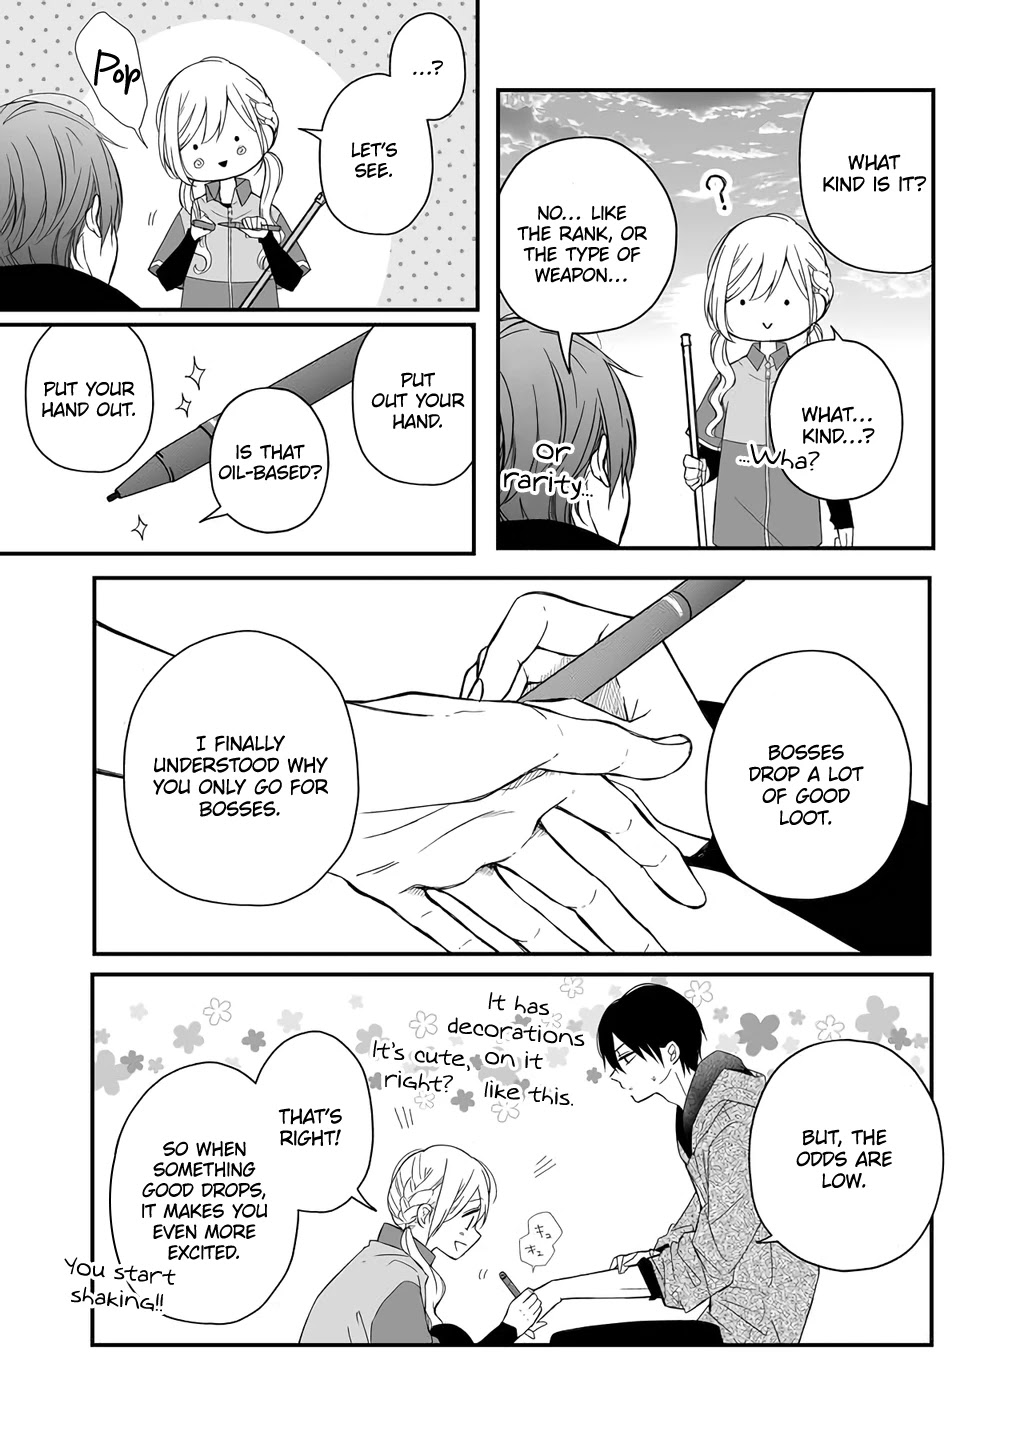 WHAT
KIND IS IT?
?
NO... LIKE
THE RANK, OR
THE TYPE OF
WEAPON...
or
rarity...
WHAT...
KIND...?
...Wha?
...?
LET'S
SEE.
Pop
PUT
OUT YOUR
HAND.
IS THAT
OIL-BASED?
PUT YOUR
HAND OUT.
BOSSES
DROP A LOT
OF GOOD
LOOT.
I FINALLY
UNDERSTOOD WHY
YOU ONLY GO FOR
BOSSES.
BUT, THE
ODDS ARE
LOW.
It has
decorations
on it
like this.
It's cute,
right?
THAT'S
RIGHT!
SO WHEN
SOMETHING
GOOD DROPS,
IT MAKES YOU
EVEN MORE
EXCITED.
You start
shaking!!
キュ
キュ